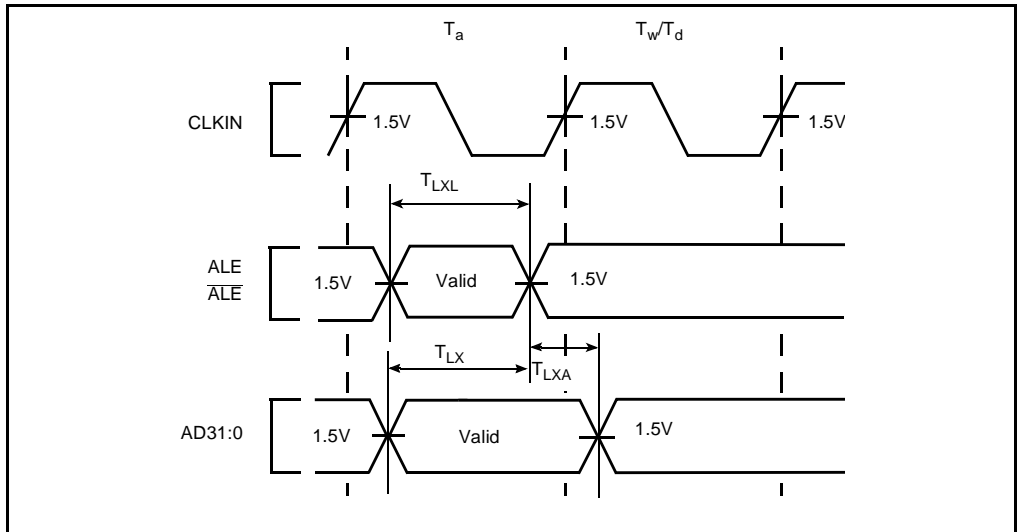 Ta Tw/Td
CLKIN 1.5V 1.5V 1.5V
TLXL
ALE
ALE 1.5V Valid 1.5V
TLX TLXA
AD31:0 1.5V Valid 1.5V